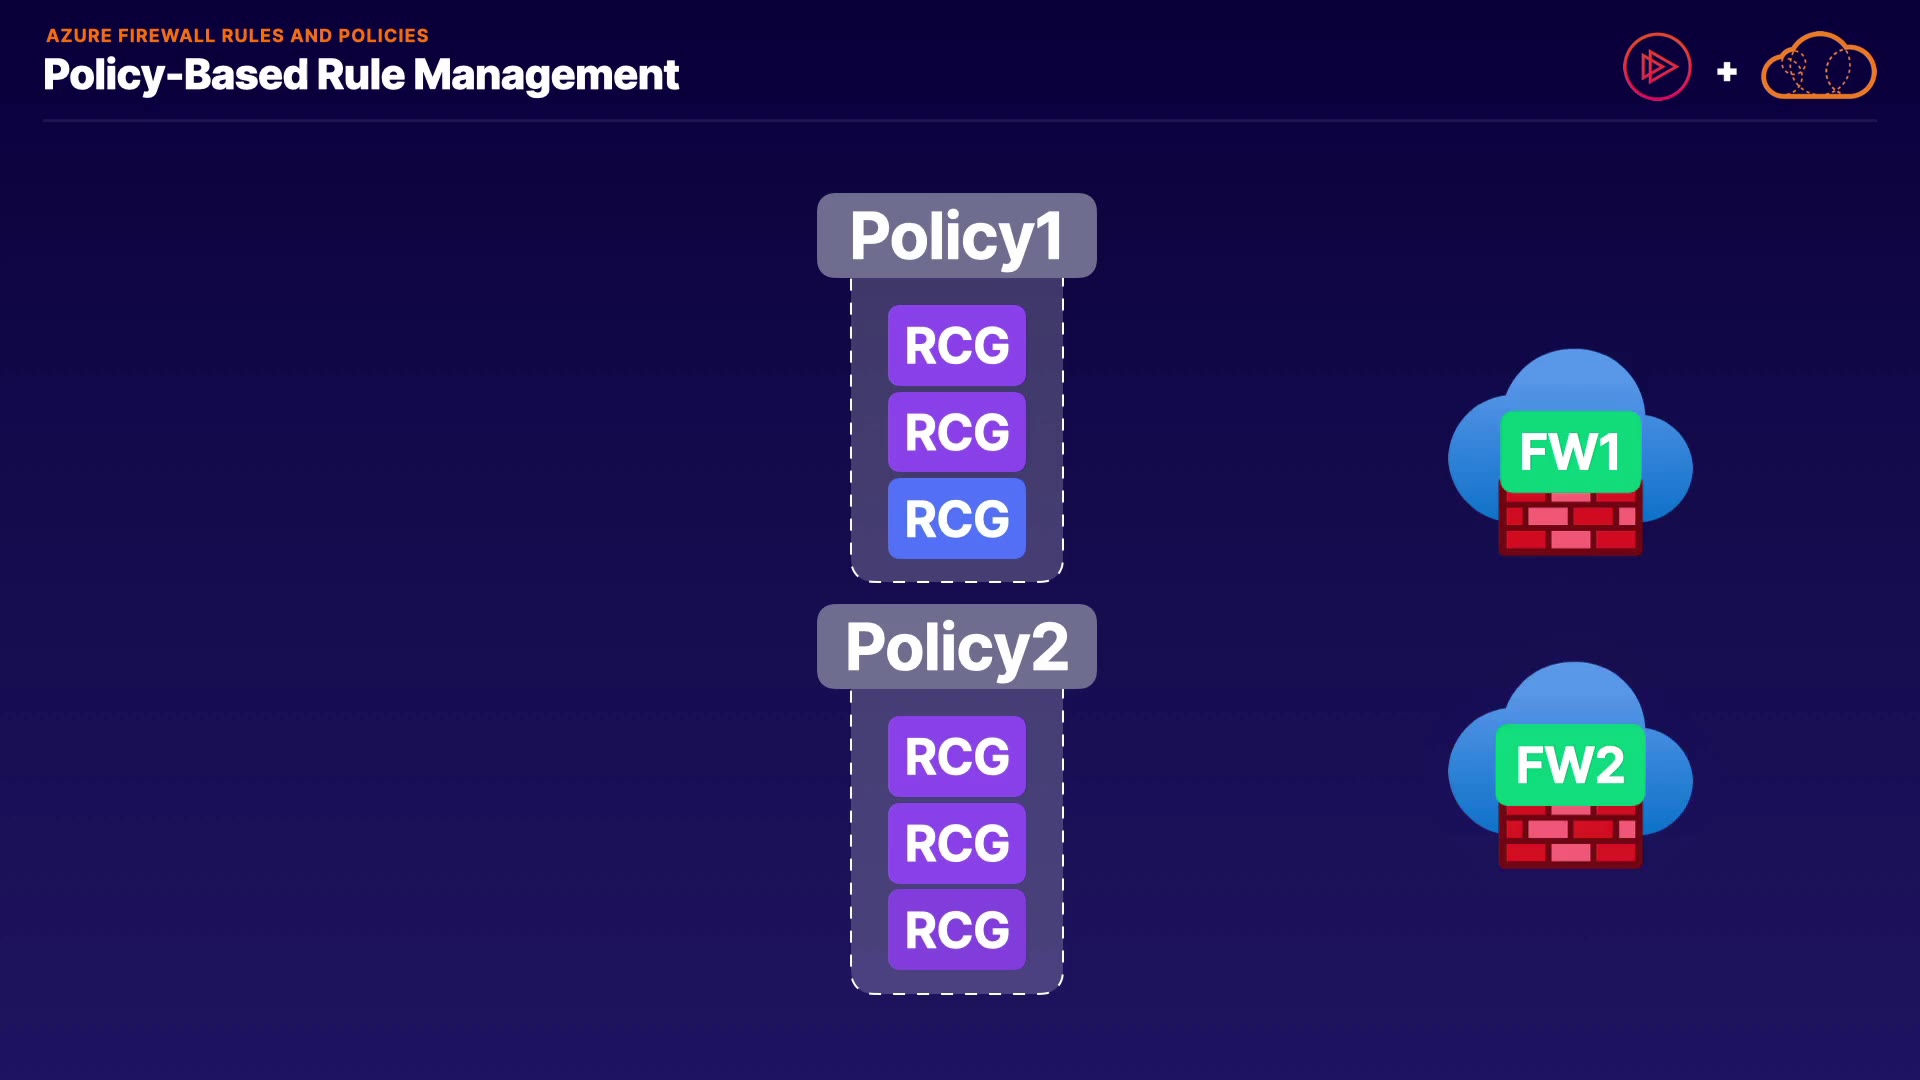 AZURE FIREWALL RULES AND POLICIES
Policy-Based Rule Management
Policy1
RCG
RCG
RCG
Policy2
RCG
RCG
RCG
FW1
FW2